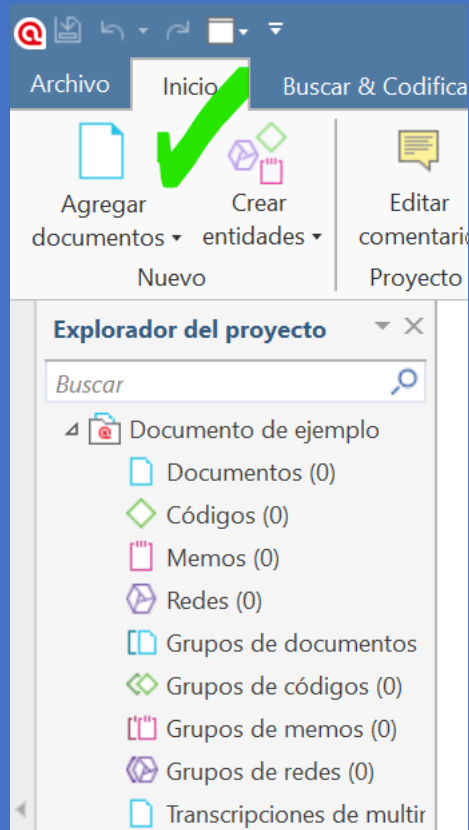 Archivo
Inicio
Buscar & Codifica
Agregar
documentos
Crear
entidades
Editar
comentario
Nuevo
Proyecto
Explorador del proyecto
Buscar
Documento de ejemplo
Documentos (0)
Códigos (0)
Memos (0)
Redes (0)
Grupos de documentos
Grupos de códigos (0)
Grupos de memos (0)
Grupos de redes (0)
Transcripciones de multir